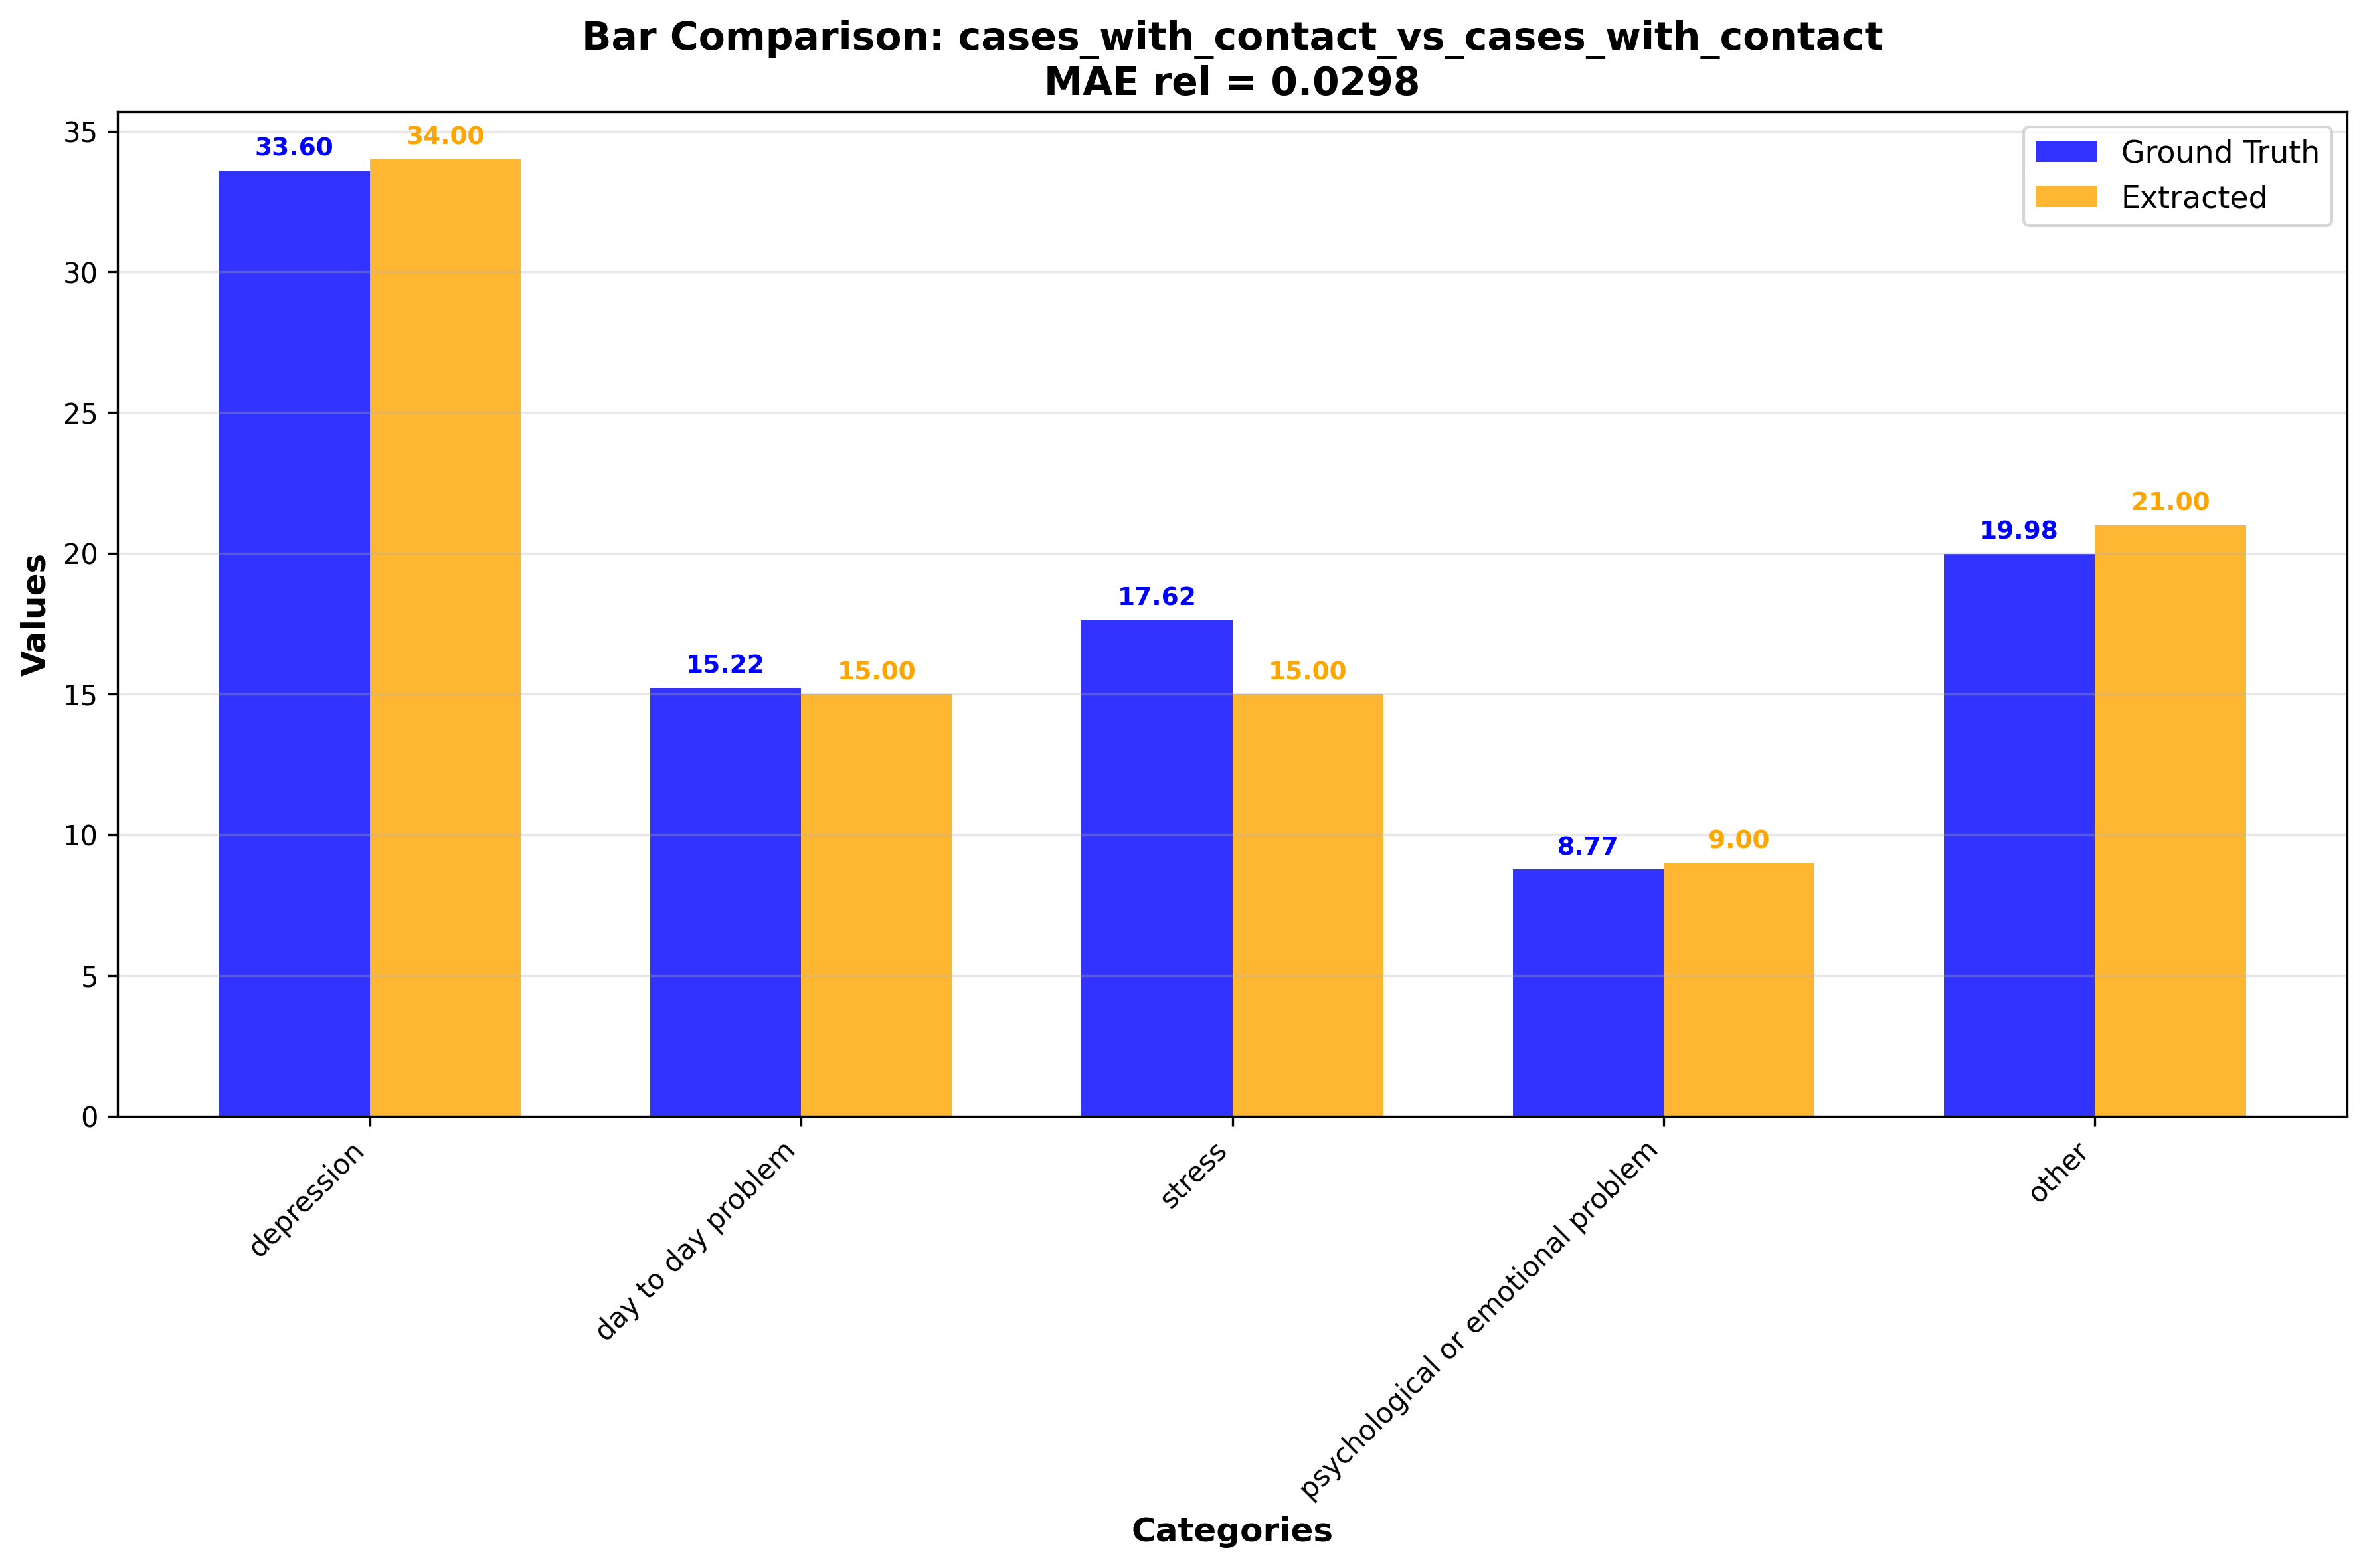 Bar Comparison: cases_with_contact_vs_cases_with_contact
MAE rel = 0.0298
Ground Truth
Extracted
Values
35
30
25
20
15
10
5
0
33.60
34.00
15.22
15.00
17.62
15.00
8.77
9.00
19.98
21.00
depression
day to day problem
stress
psychological or emotional problem
other
Categories